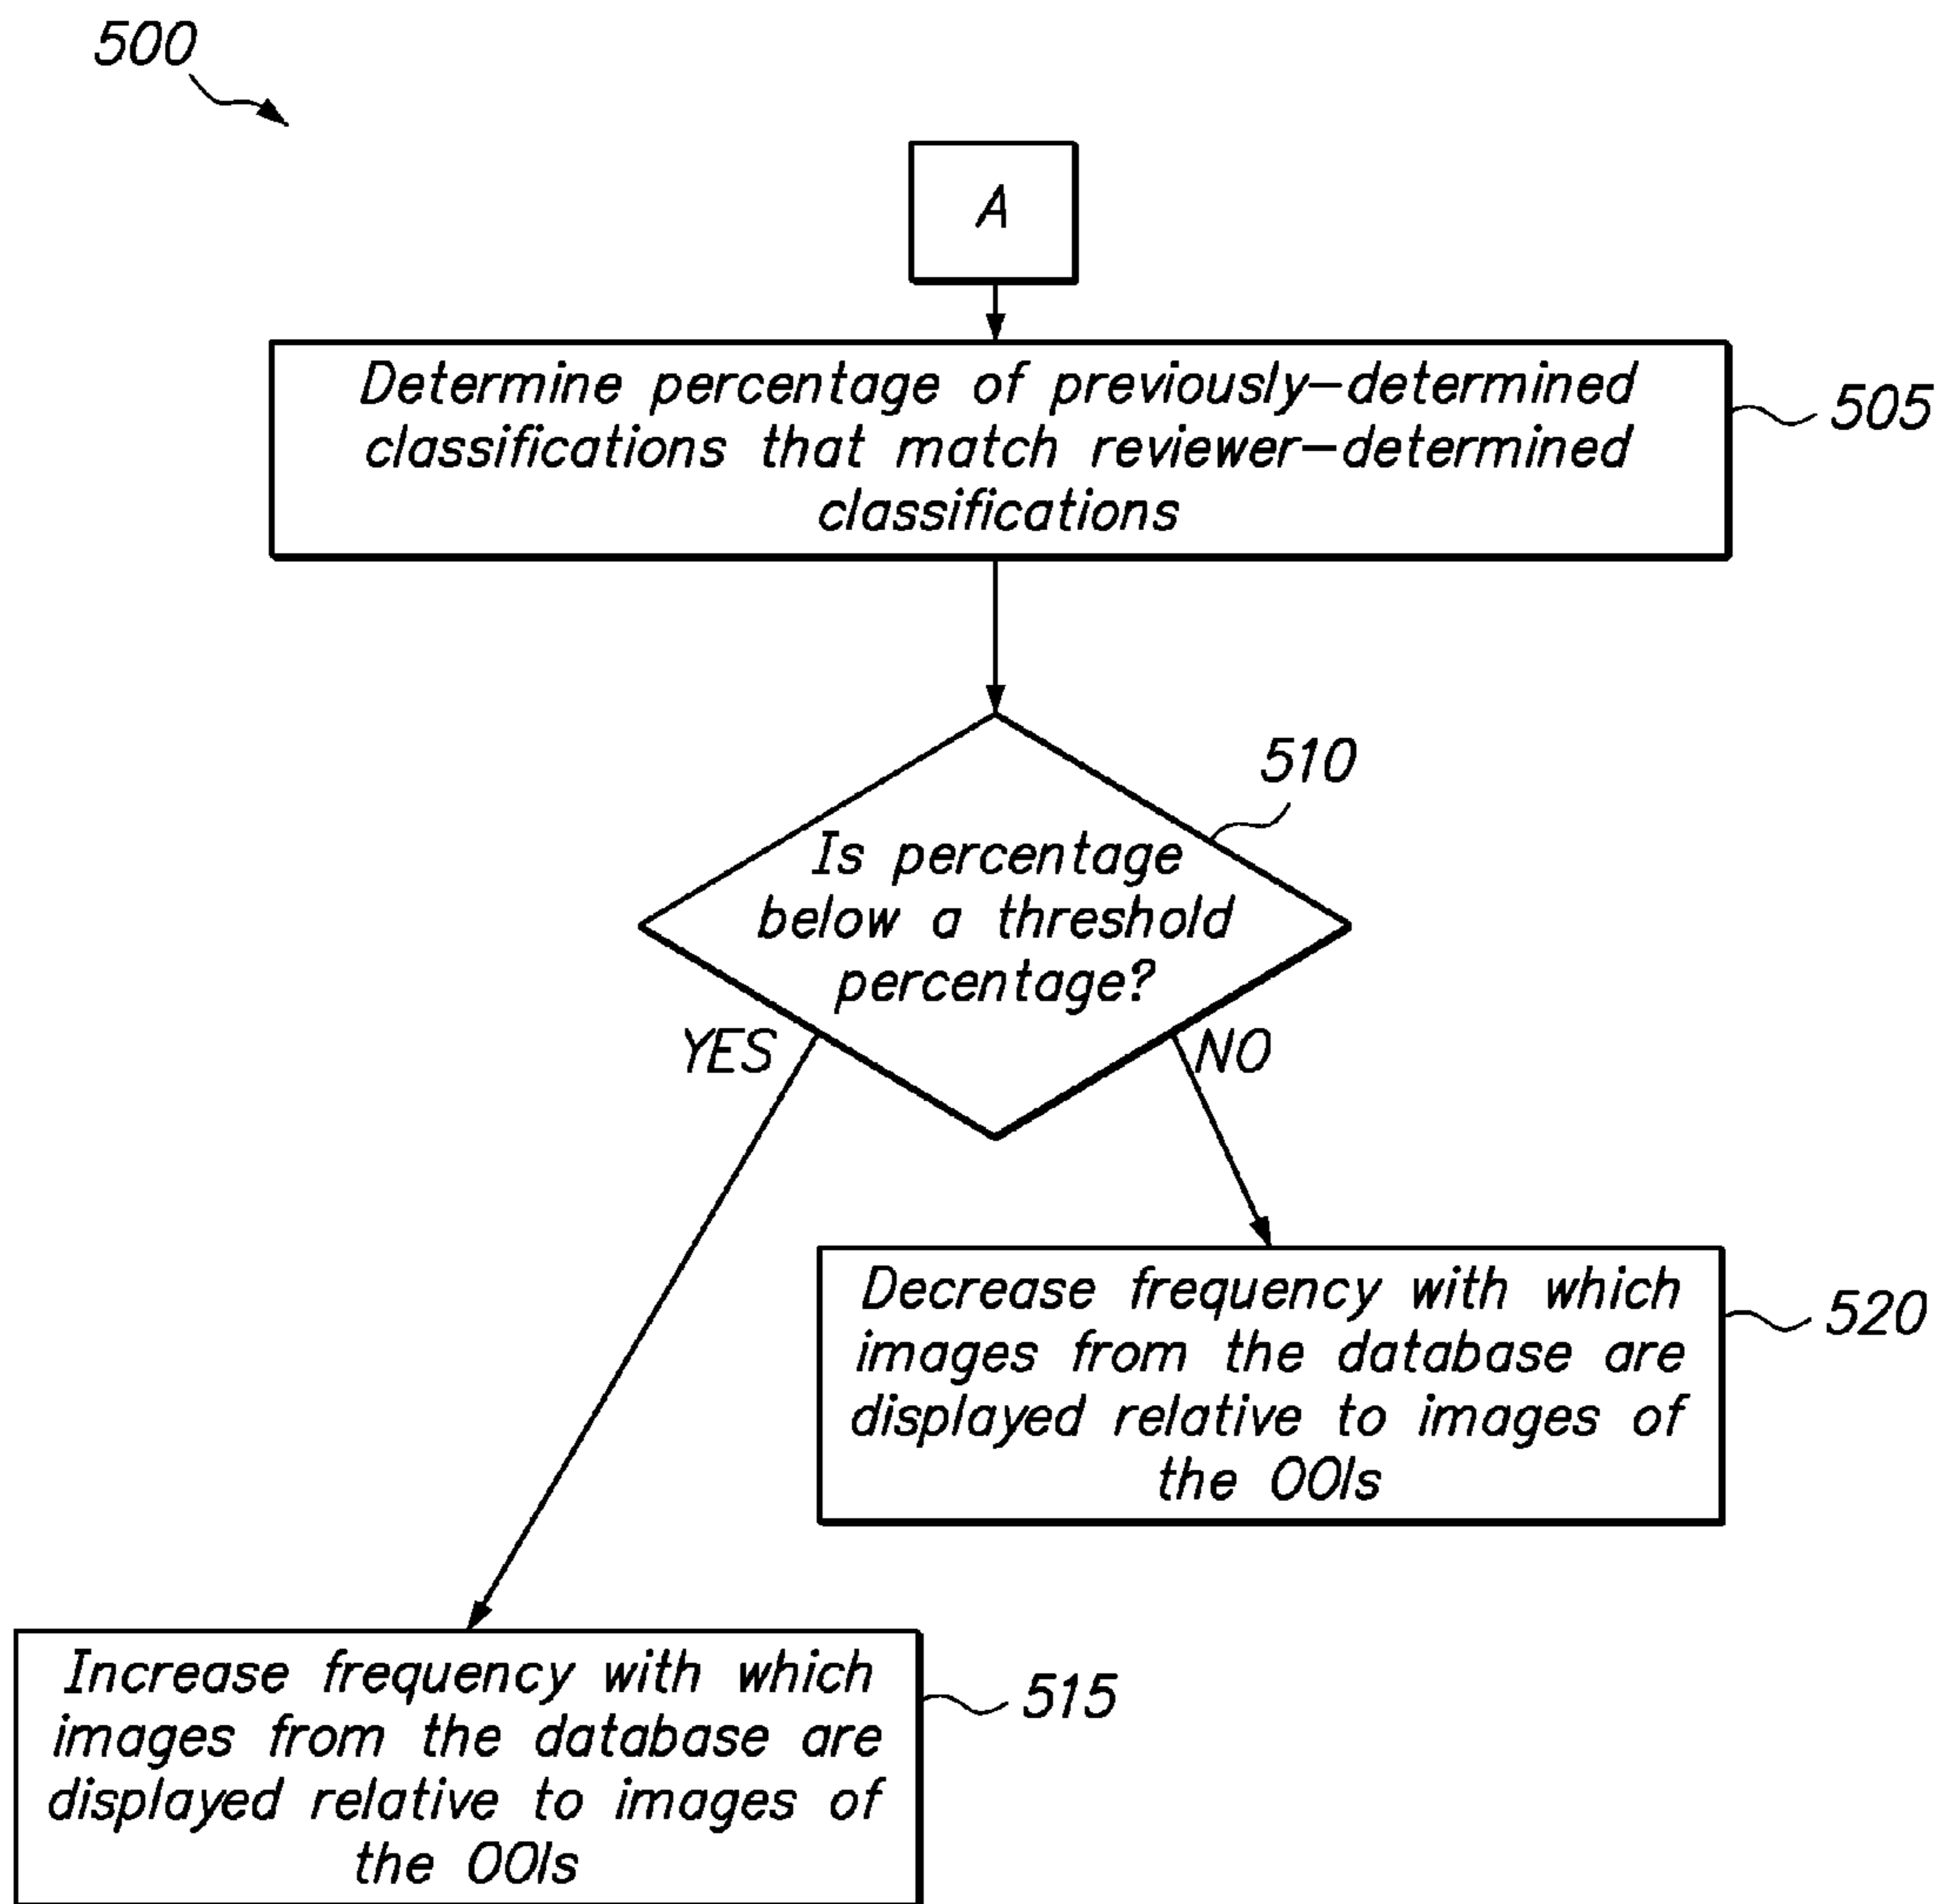 500
A
Determine percentage of previously-determined
classifications that match reviewer-determined
classifications
505
510
Is percentage
below a threshold
percentage?
YES
NO
Decrease frequency with which
images from the database are
displayed relative to images of
the OOIs
520
Increase frequency with which
images from the database are
displayed relative to images of
the OOIs
515